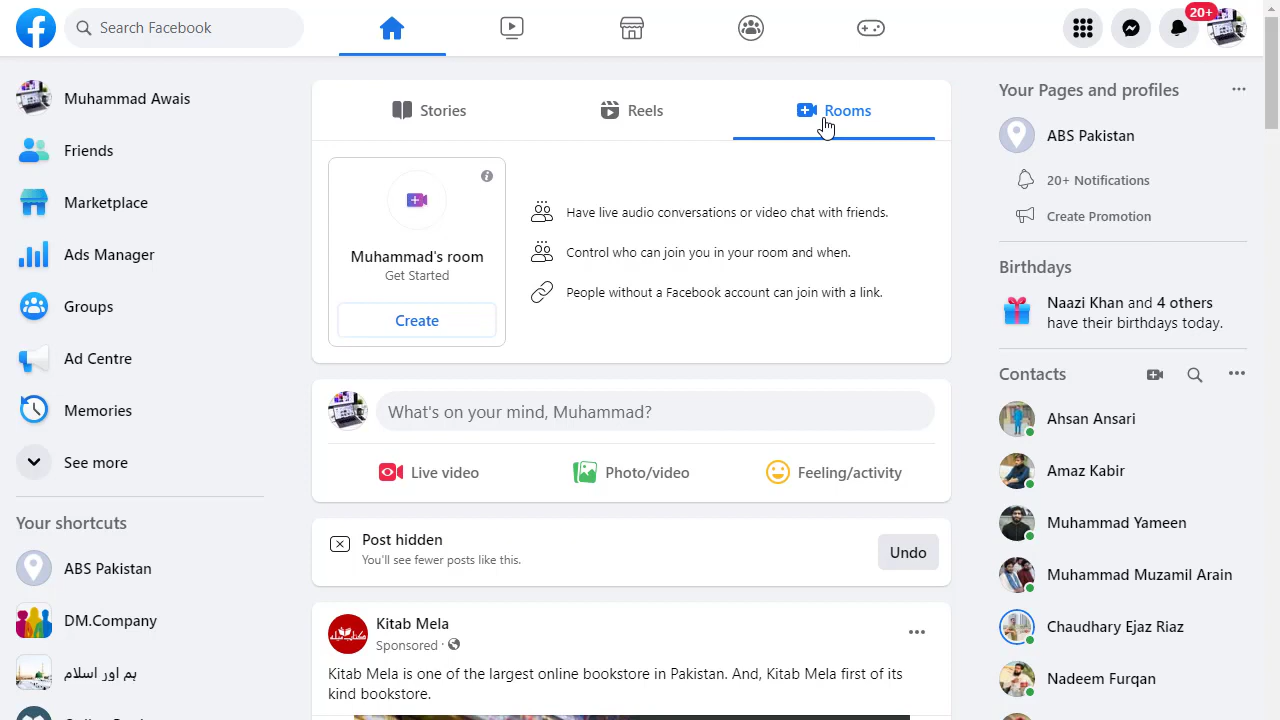 Search Facebook
20+
Muhammad Awais
Friends
Marketplace
Ads Manager
Groups
Ad Centre
Memories
See more
Your shortcuts
ABS Pakistan
DM.Company
ہم اور اسلام
Stories
Reels
Rooms
Muhammad's room
Get Started
Create
Have live audio conversations or video chat with friends.
Control who can join you in your room and when.
People without a Facebook account can join with a link.
What's on your mind, Muhammad?
Live video
Photo/video
Feeling/activity
Post hidden
You'll see fewer posts like this.
Undo
Kitab Mela
Sponsored ·
Kitab Mela is one of the largest online bookstore in Pakistan. And, Kitab Mela first of its
kind bookstore.
Your Pages and profiles
ABS Pakistan
20+ Notifications
Create Promotion
Birthdays
Naazi Khan and 4 others
have their birthdays today.
Contacts
Ahsan Ansari
Amaz Kabir
Muhammad Yameen
Muhammad Muzamil Arain
Chaudhary Ejaz Riaz
Nadeem Furqan